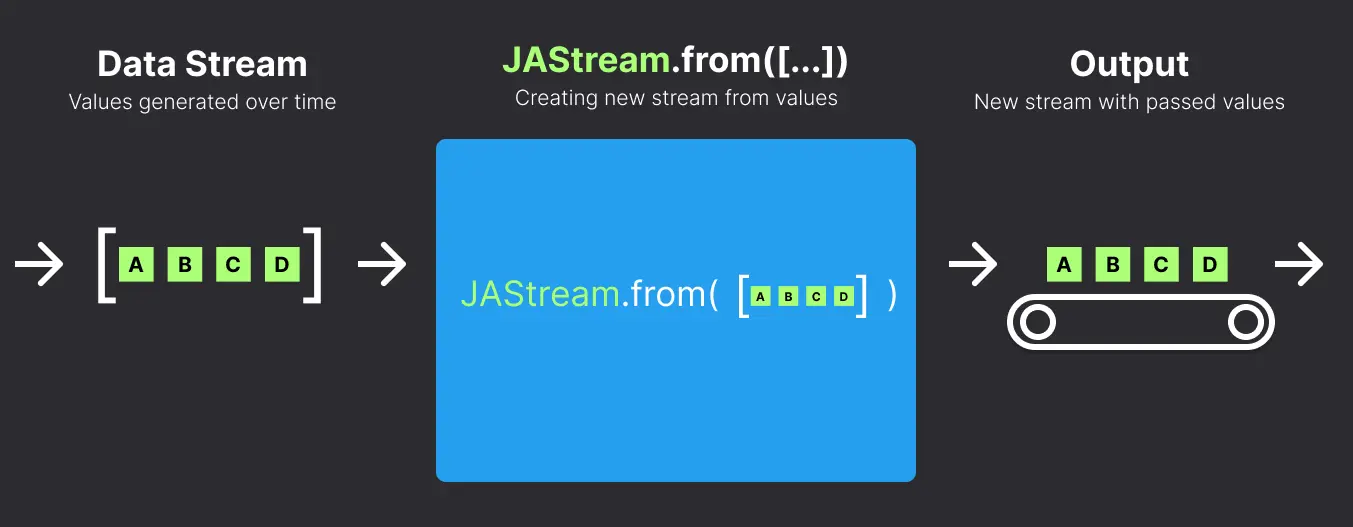 Data Stream
Values generated over time
JAStream.from([...])
Creating new stream from values
Output
New stream with passed values
[ A B C D ]
JAStream.from( [ A B C D ] )
A B C D